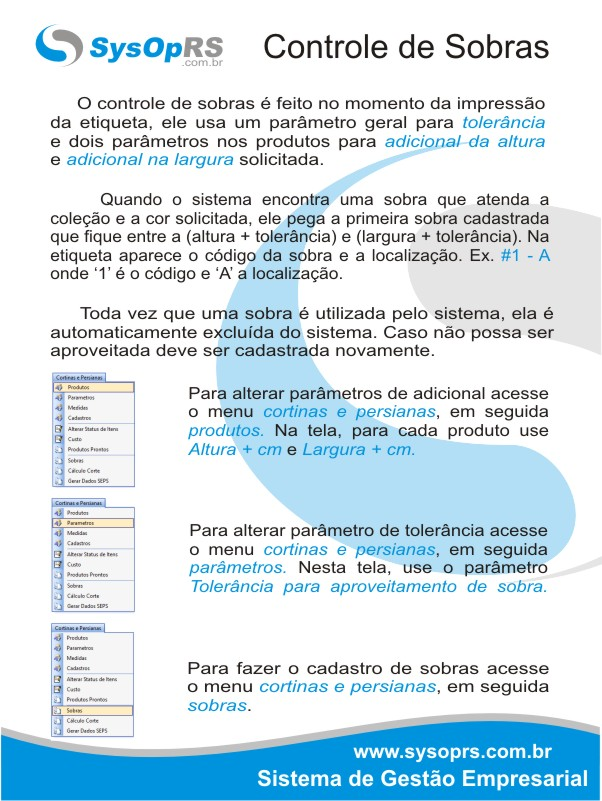 SysOpRS
.com.br
Controle de Sobras
O controle de sobras é feito no momento da impressão
da etiqueta, ele usa um parâmetro geral para tolerância
e dois parâmetros nos produtos para adicional da altura
e adicional na largura solicitada.
Quando o sistema encontra uma sobra que atenda a
coleção e a cor solicitada, ele pega a primeira sobra cadastrada
que fique entre a (altura + tolerância) e (largura + tolerância). Na
etiqueta aparece o código da sobra e a localização. Ex. #1 - A
onde ‘1’ é o código e ‘A’ a localização.
Toda vez que uma sobra é utilizada pelo sistema, ela é
automaticamente excluída do sistema. Caso não possa ser
aproveitada deve ser cadastrada novamente.
Cortinas e Persianas
Produtos
Parametros
Medidas
Cadastros
Alterar Status de Itens
Custo
Produtos Prontos
Sobras
Cálculo Corte
Gerar Dados SEPS
Para alterar parâmetros de adicional acesse
o menu cortinas e persianas, em seguida
produtos. Na tela, para cada produto use
Altura + cm e Largura + cm.
Cortinas e Persianas
Produtos
Parametros
Medidas
Cadastros
Alterar Status de Itens
Custo
Produtos Prontos
Sobras
Cálculo Corte
Gerar Dados SEPS
Para alterar parâmetro de tolerância acesse
o menu cortinas e persianas, em seguida
parâmetros. Nesta tela, use o parâmetro
Tolerância para aproveitamento de sobra.
Cortinas e Persianas
Produtos
Parametros
Medidas
Cadastros
Alterar Status de Itens
Custo
Produtos Prontos
Sobras
Cálculo Corte
Gerar Dados SEPS
Para fazer o cadastro de sobras acesse
o menu cortinas e persianas, em seguida
sobras.
www.sysoprs.com.br
Sistema de Gestão Empresarial